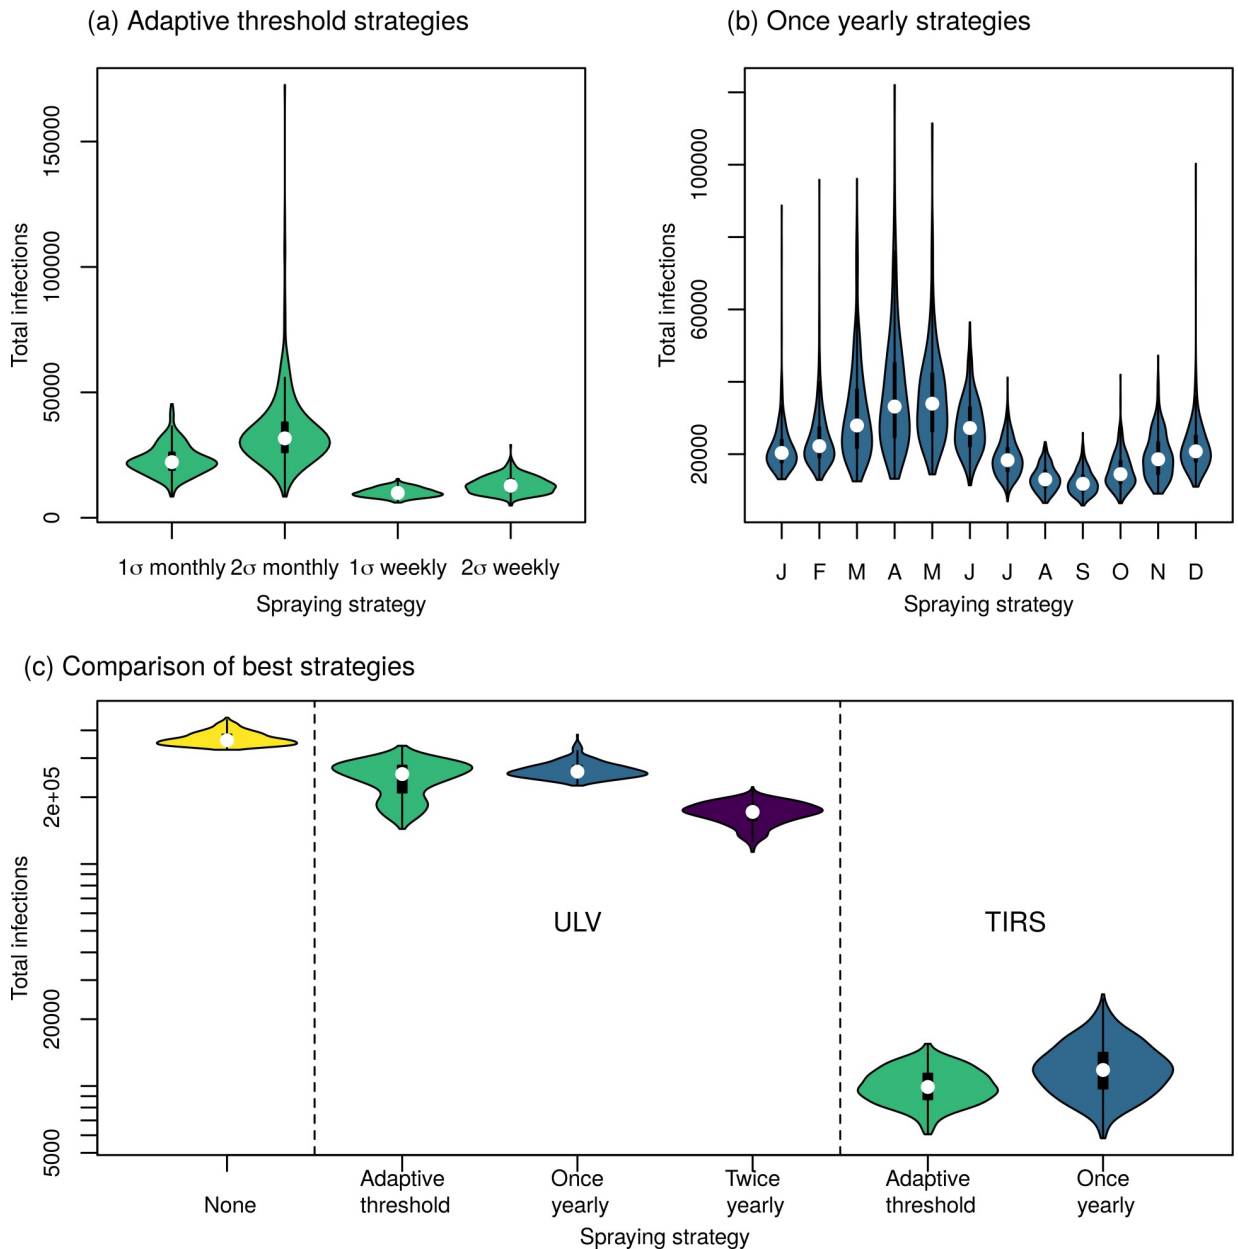 (a) Adaptive threshold strategies
Total infections
150000
100000
50000
0
1σ monthly 2σ monthly 1σ weekly 2σ weekly
Spraying strategy
(b) Once yearly strategies
Total infections
100000
60000
20000
J F M A M J J A S O N D
Spraying strategy
(c) Comparison of best strategies
Total infections
2e+05
20000
5000
ULV
TIRS
None
Adaptive
threshold
Once
yearly
Twice
yearly
Adaptive
threshold
Once
yearly
Spraying strategy